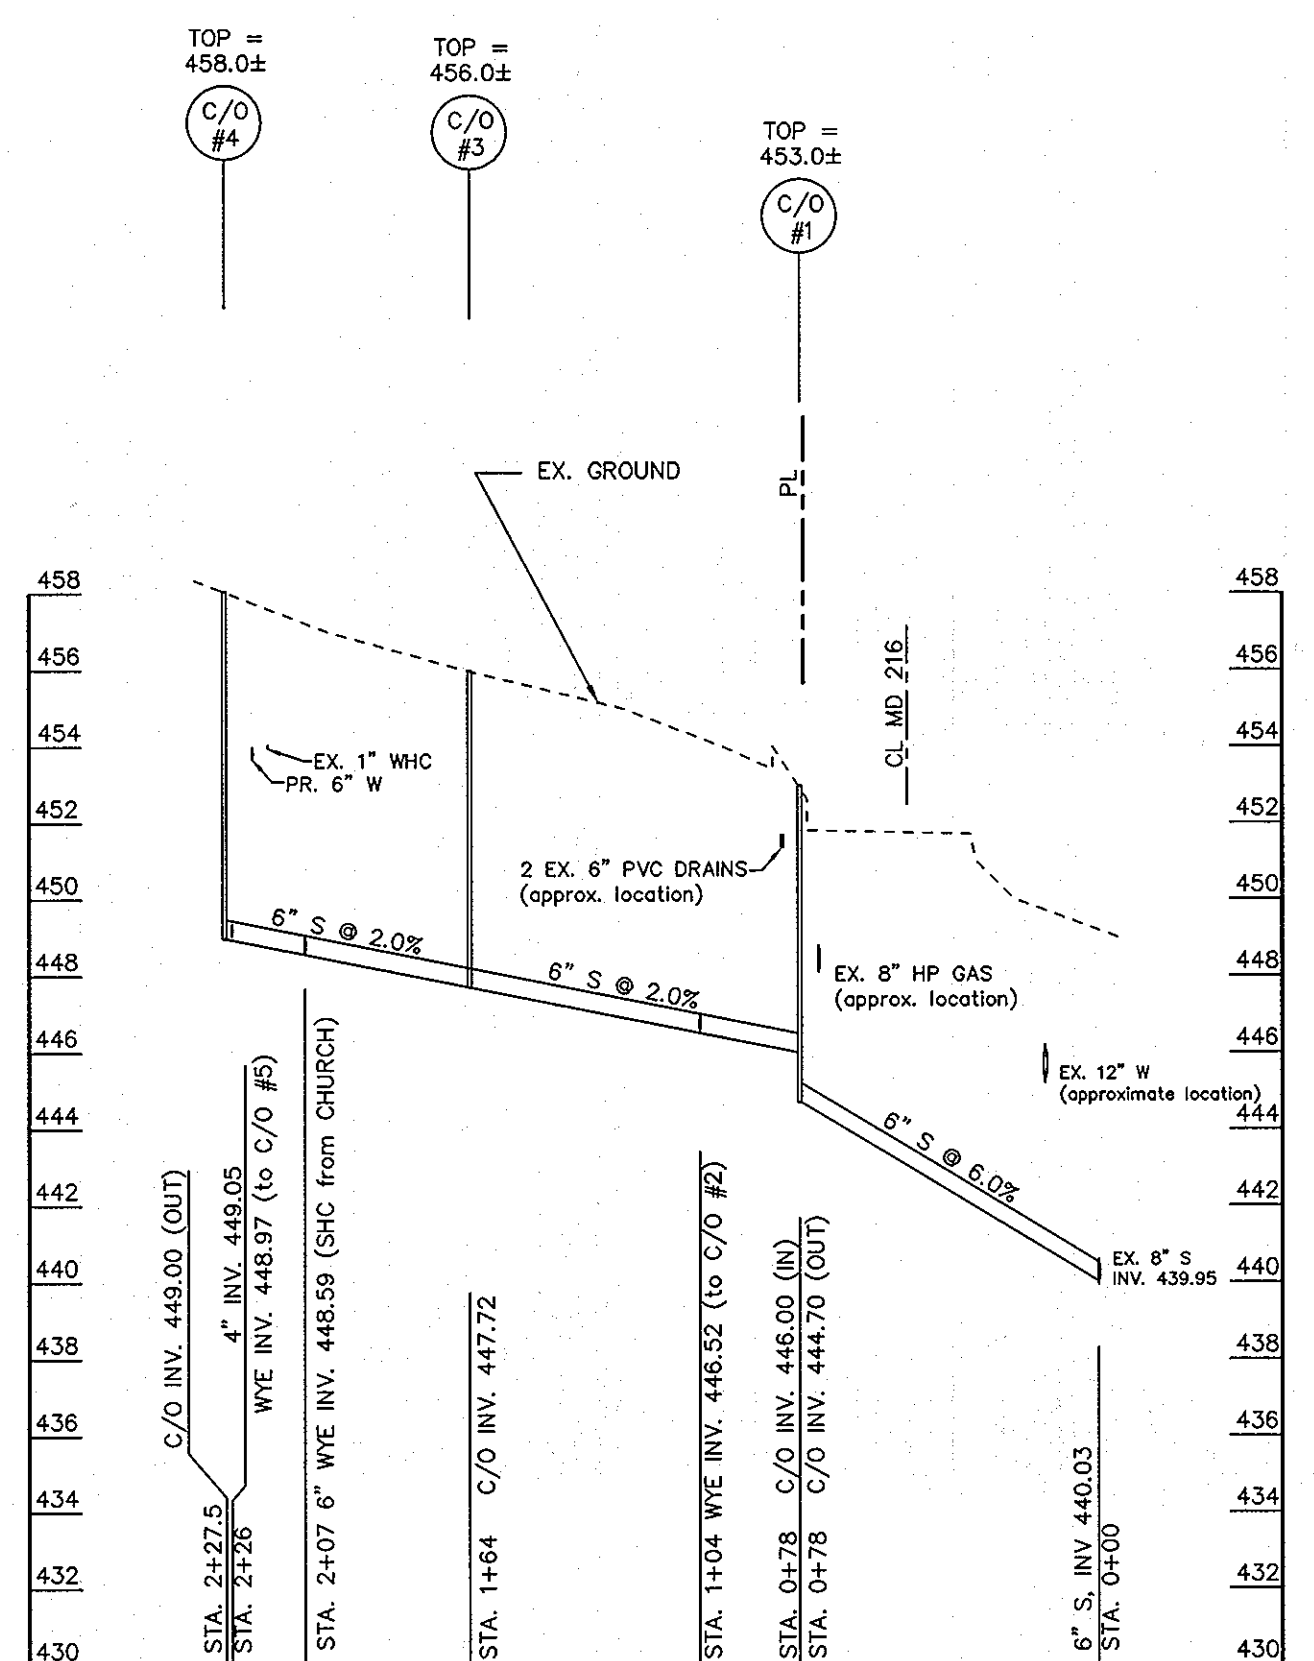 TOP =
458.0±
C/O
#4
TOP =
456.0±
C/O
#3
TOP =
453.0±
C/O
#1
EX. GROUND
PL
CL MD 216
458
456
454
452
450
448
446
444
442
440
438
436
434
432
430
458
456
454
452
450
448
446
444
442
440
438
436
434
432
430
EX. 1" WHC
PR. 6" W
2 EX. 6" PVC DRAINS
(approx. location)
6" S @ 2.0%
6" S @ 2.0%
EX. 8" HP GAS
(approx. location)
EX. 12" W
(approximate location)
6" S @ 6.0%
EX. 8" S
INV. 439.95
C/O INV. 449.00 (OUT)
STA. 2+27.5
4" INV. 449.05
WYE INV. 448.97 (to C/O #5)
STA. 2+26
STA. 2+07 6" WYE INV. 448.59 (SHC from CHURCH)
STA. 1+64 C/O INV. 447.72
STA. 1+04 WYE INV. 446.52 (to C/O #2)
STA. 0+78 C/O INV. 446.00 (IN)
STA. 0+78 C/O INV. 444.70 (OUT)
6" S, INV 440.03
STA. 0+00